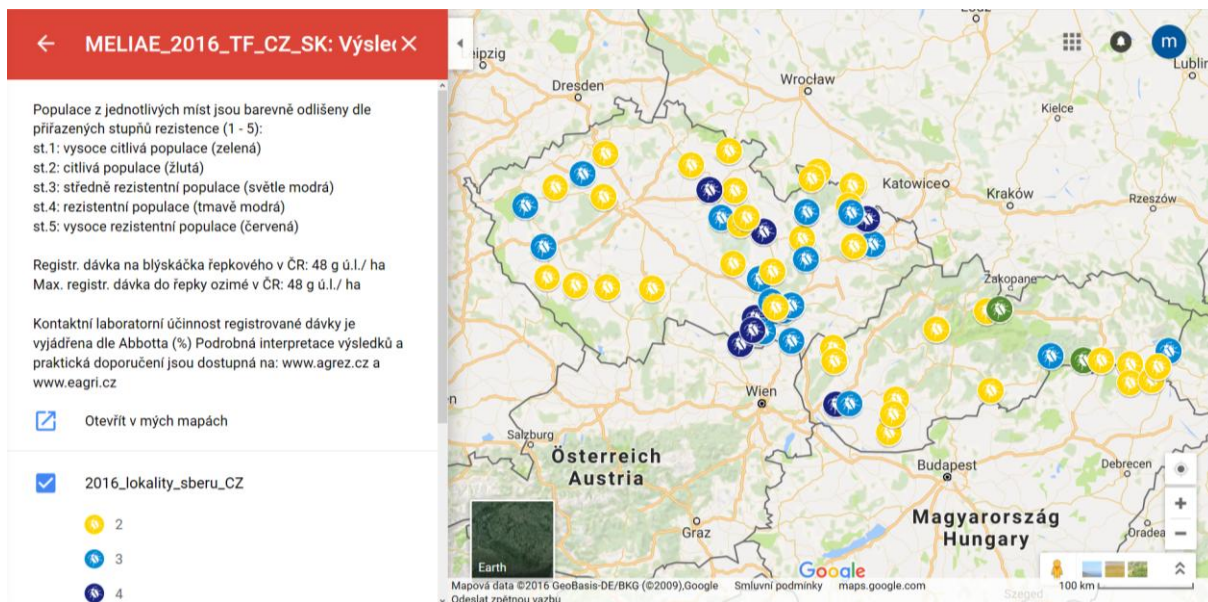 MELIAE_2016_TF_CZ_SK: Výsle
Populace z jednotlivých míst jsou barevně odlišeny dle
přiřazených stupňů rezistence (1 - 5):
st.1: vysoce citlivá populace (zelená)
st.2: citlivá populace (žlutá)
st.3: středně rezistentní populace (světle modrá)
st.4: rezistentní populace (tmavě modrá)
st.5: vysoce rezistentní populace (červená)
Registr. dávka na blýskáčka řepkového v ČR: 48 g ú.l./ ha
Max. registr. dávka do řepky ozimé v ČR: 48 g ú.l./ ha
Kontaktní laboratorní účinnost registrované dávky je
vyjádřena dle Abbotta (%) Podrobná interpretace výsledků a
praktická doporučení jsou dostupná na: www.agrez.cz a
www.eagri.cz
Otevřít v mých mapách
2016_lokality_sberu_CZ
2
3
4
m
eipzig
Lublin
Dresden
Wrocław
Kielce
Katowice
Kraków
Rzeszów
Zakopane
Wien
Salzburg
Österreich
Austria
Budapest
Debrecen
Graz
Magyarország
Hungary
Oradea
Earth
Google
100 km
Mapová data ©2016 GeoBasis-DE/BKG (©2009),Google Smluvní podmínky maps.google.com
Szeged
Odeslat zpětnou vazbu